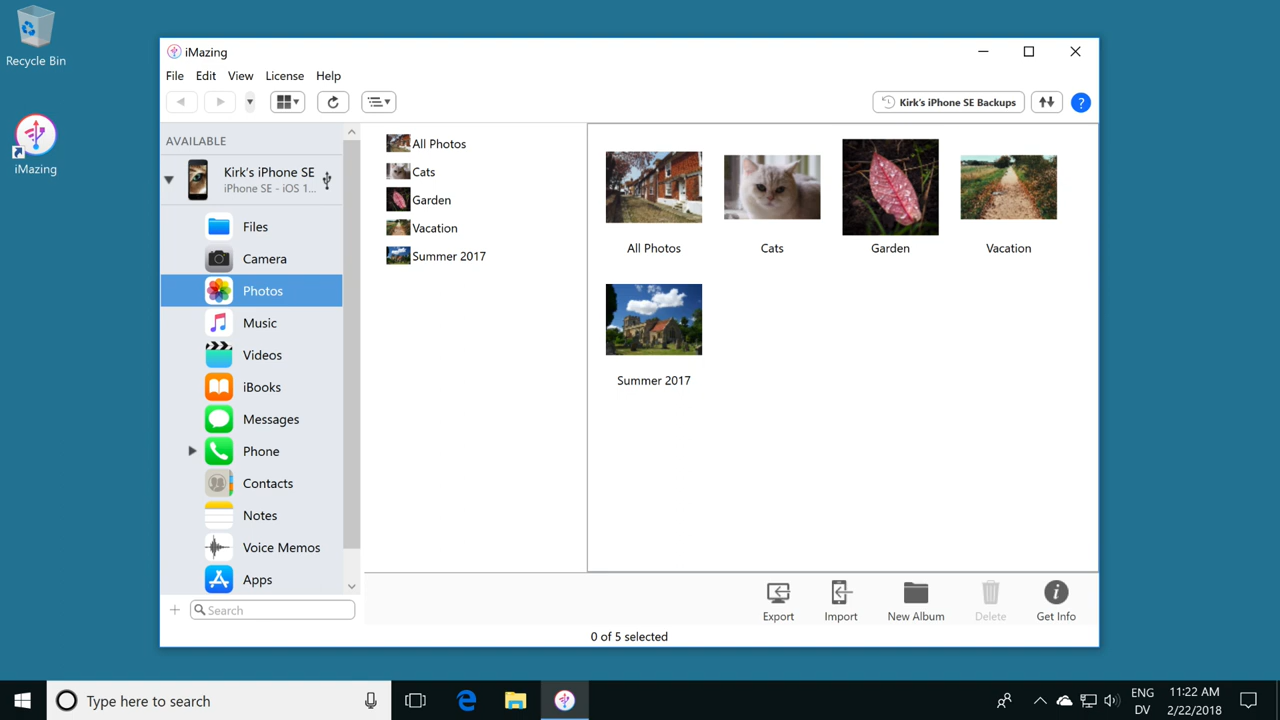 Recycle Bin
iMazing
iMazing
File Edit View License Help
Kirk's iPhone SE Backups
?
AVAILABLE
Kirk's iPhone SE
iPhone SE - iOS 1...
Files
Camera
Photos
Music
Videos
iBooks
Messages
Phone
Contacts
Notes
Voice Memos
Apps
Search
All Photos
Cats
Garden
Vacation
Summer 2017
All Photos Cats Garden Vacation
Summer 2017
Export Import New Album Delete Get Info
0 of 5 selected
Type here to search
ENG
DV
11:22 AM
2/22/2018